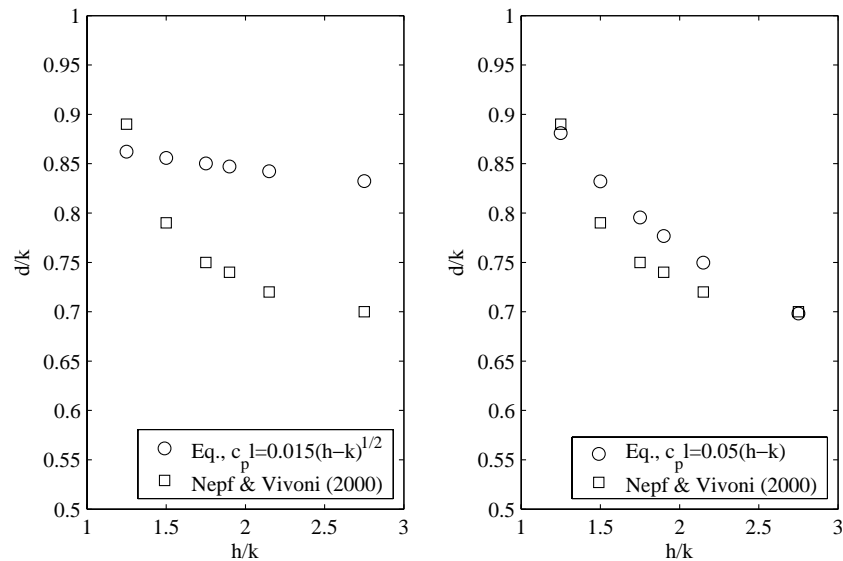 1
0.95
0.9
0.85
0.8
0.75
0.7
0.65
0.6
0.55
0.5
d/k
1 1.5 2 2.5 3
h/k
Eq., c_p l=0.015(h−k)^1/2
Nepf & Vivoni (2000)
1
0.95
0.9
0.85
0.8
0.75
0.7
0.65
0.6
0.55
0.5
d/k
1 1.5 2 2.5 3
h/k
Eq., c_p l=0.05(h−k)
Nepf & Vivoni (2000)